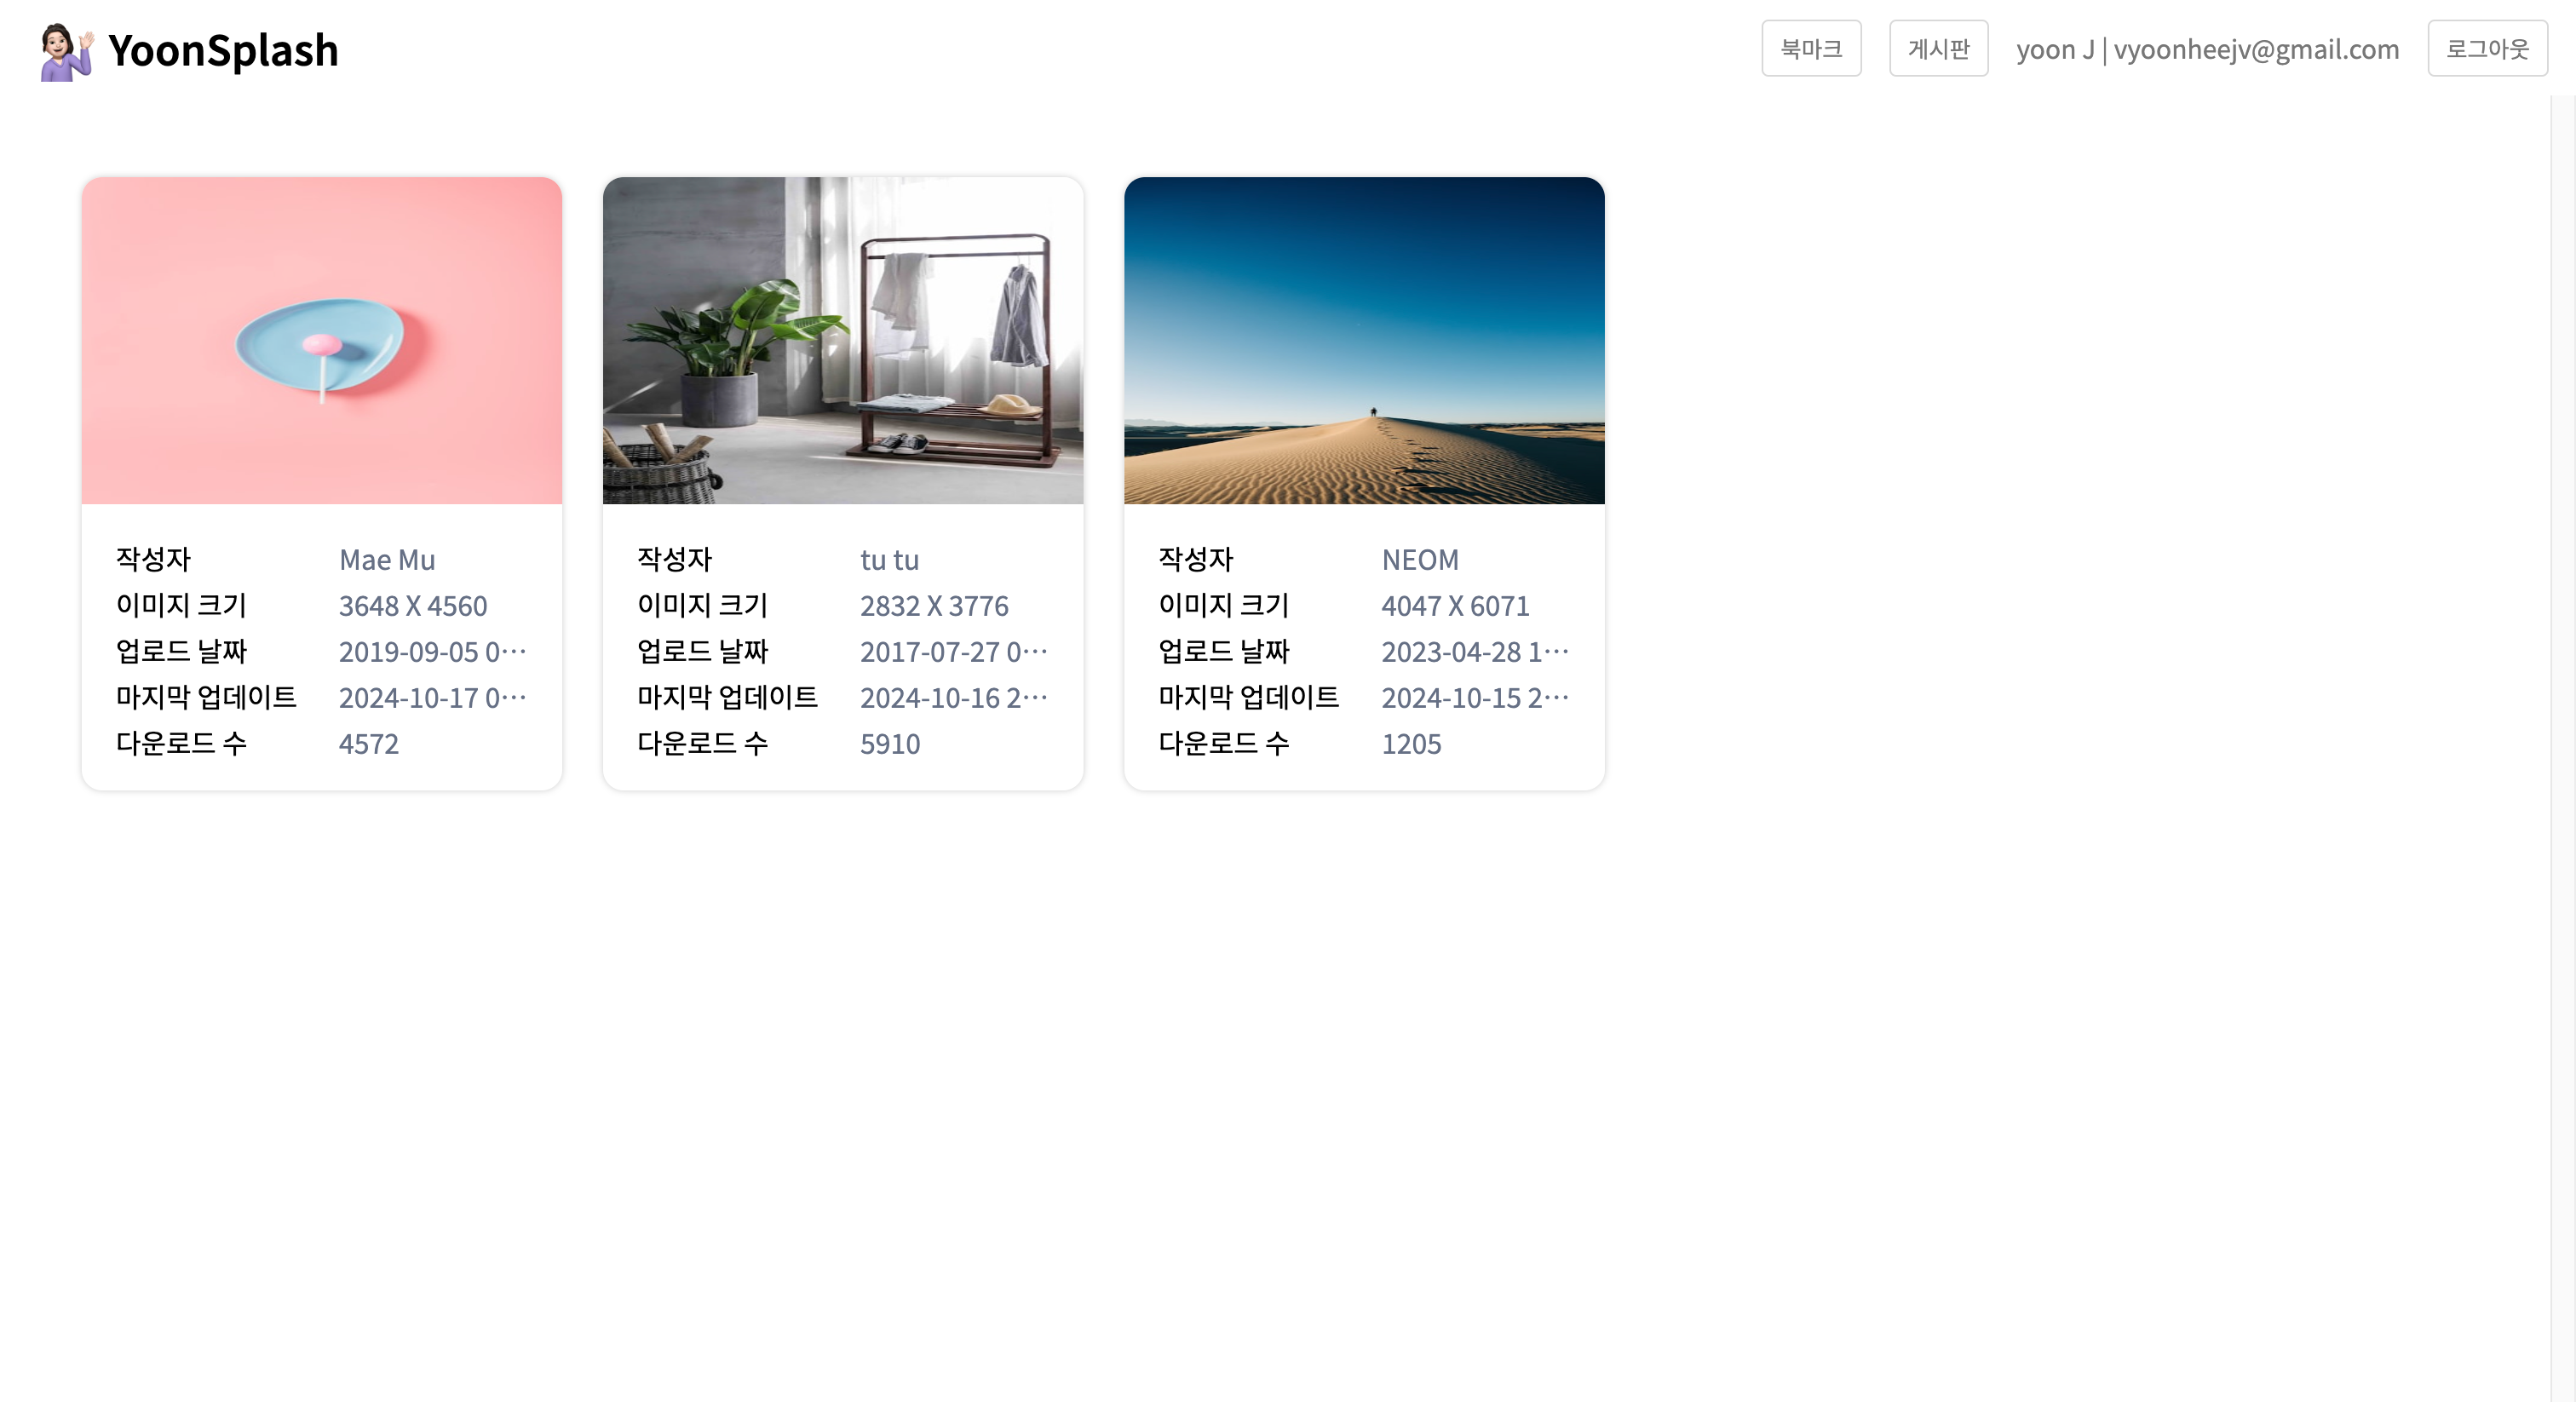 YoonSplash
북마크
게시판
yoon J | vyoonheejv@gmail.com
로그아웃
작성자 Mae Mu
이미지 크기 3648 X 4560
업로드 날짜 2019-09-05 0…
마지막 업데이트 2024-10-17 0…
다운로드 수 4572
작성자 tu tu
이미지 크기 2832 X 3776
업로드 날짜 2017-07-27 0…
마지막 업데이트 2024-10-16 2…
다운로드 수 5910
작성자 NEOM
이미지 크기 4047 X 6071
업로드 날짜 2023-04-28 1…
마지막 업데이트 2024-10-15 2…
다운로드 수 1205